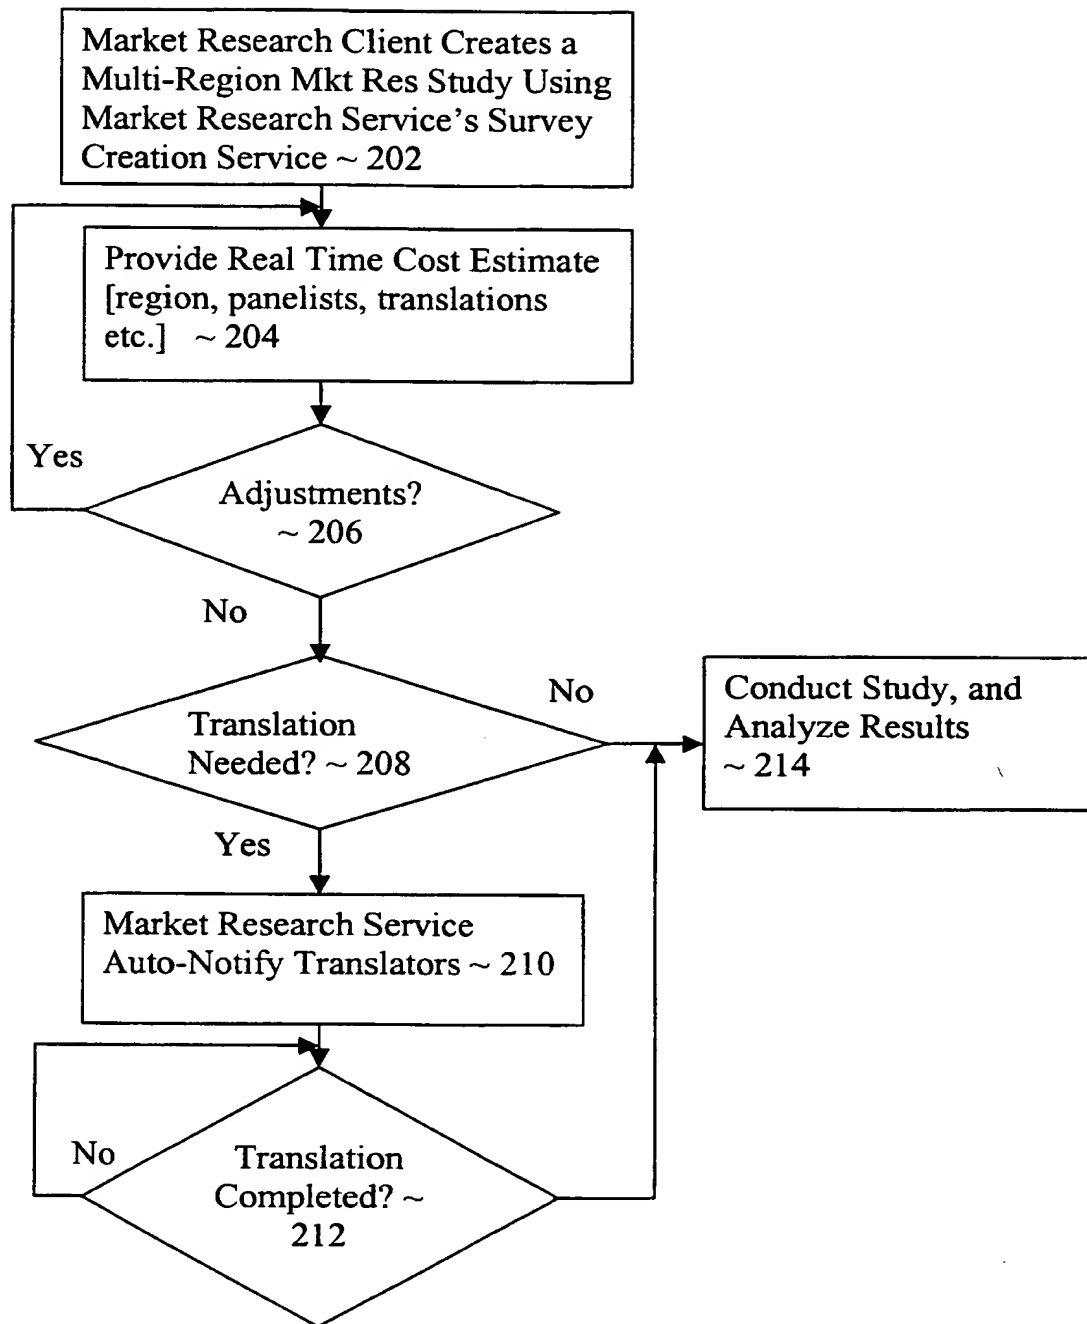 Market Research Client Creates a
Multi-Region Mkt Res Study Using
Market Research Service's Survey
Creation Service ~ 202
Provide Real Time Cost Estimate
[region, panelists, translations
etc.] ~ 204
Yes
Adjustments?
~ 206
No
No
Translation
Needed? ~ 208
Conduct Study, and
Analyze Results
~ 214
Yes
Market Research Service
Auto-Notify Translators ~ 210
No
Translation
Completed? ~
212